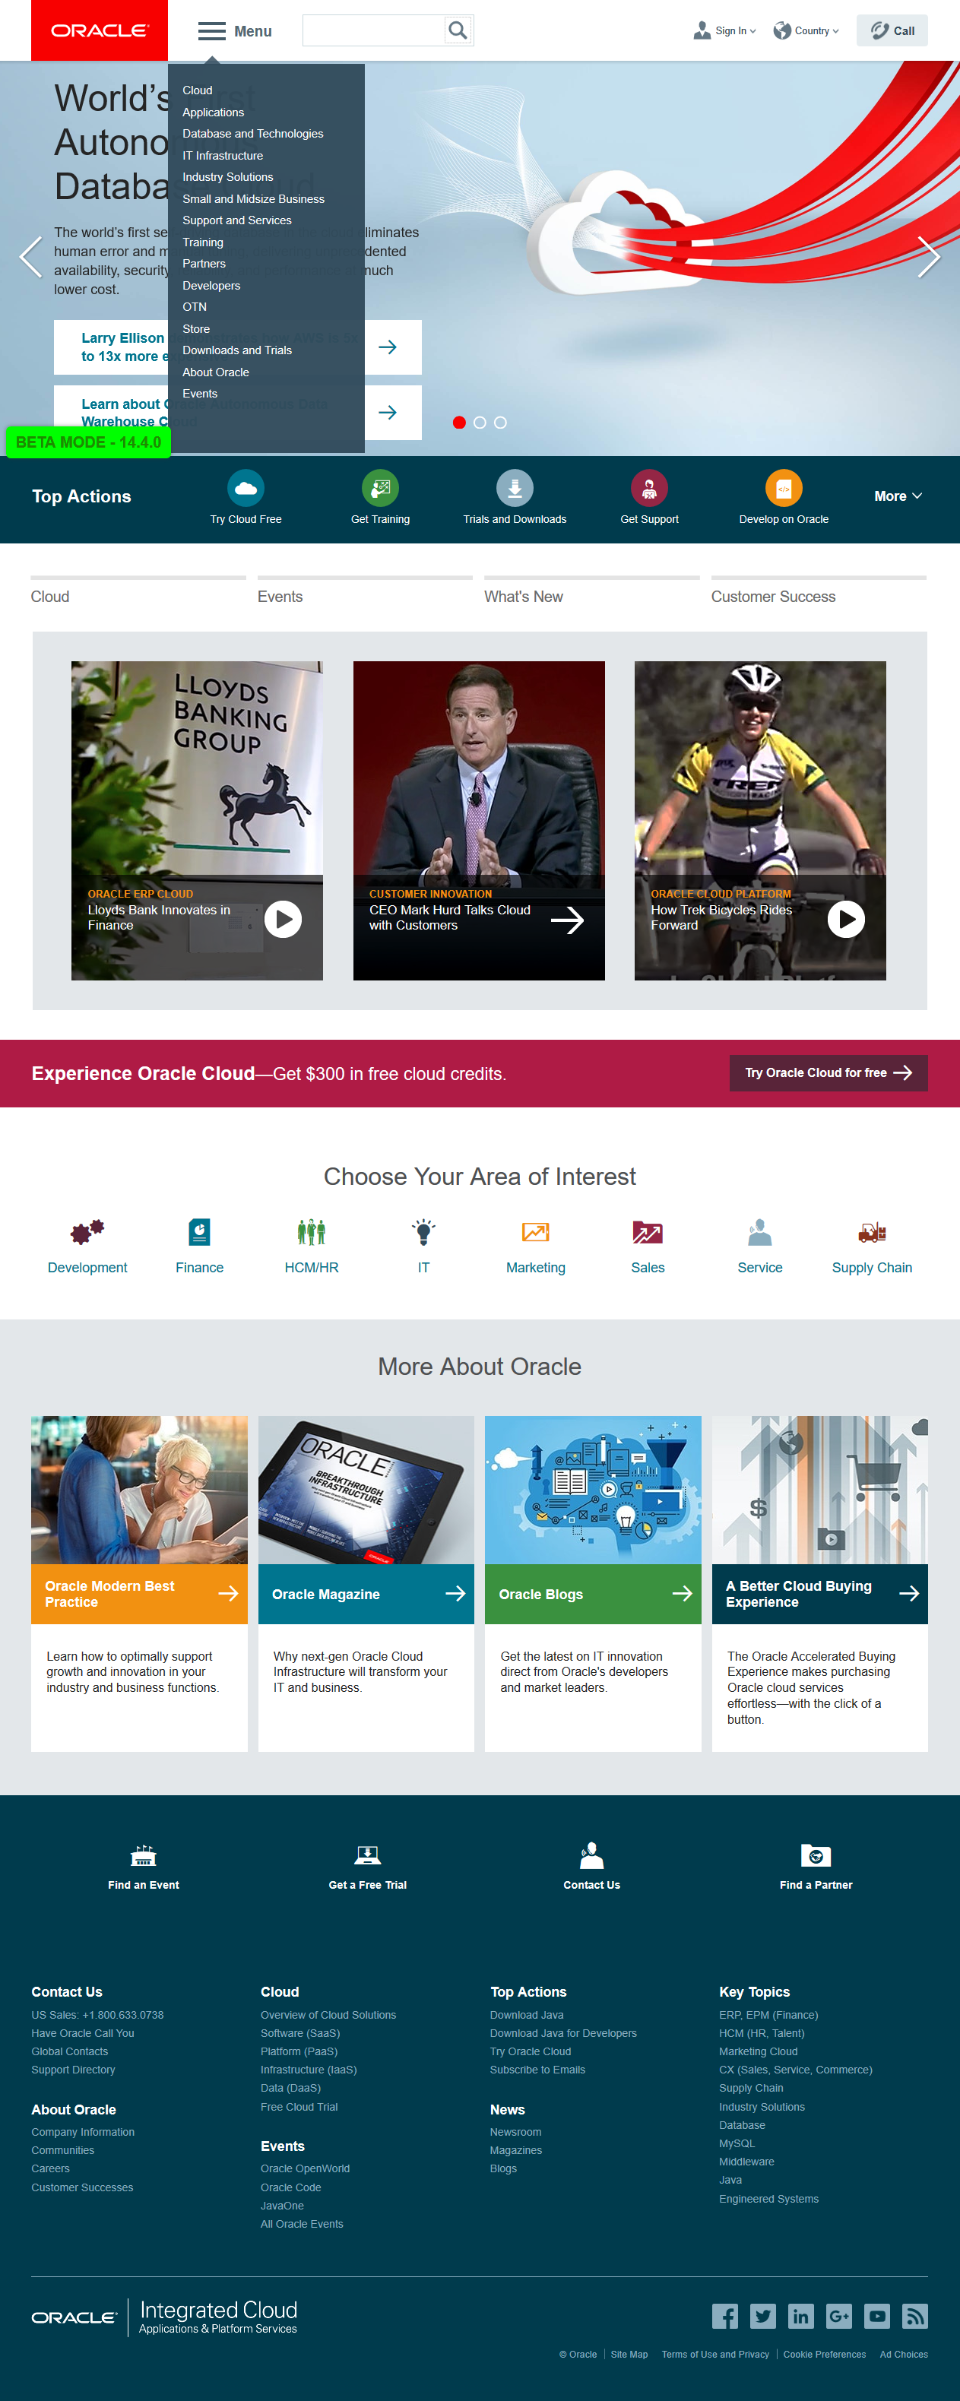 ORACLE
Menu
Sign In
Country
Call
Cloud
Applications
Database and Technologies
IT Infrastructure
Industry Solutions
Small and Midsize Business
Support and Services
Training
Partners
Developers
OTN
Store
Downloads and Trials
About Oracle
Events
World's First
Autonomous
Database Cloud
The world's first eliminates
human error and
availability, security much
lower cost.
Larry Ellison
to 13x more
Learn about Oracle Autonomous Data
Warehouse Cloud
BETA MODE - 14.4.0
Top Actions
Try Cloud Free
Get Training
Trials and Downloads
Get Support
Develop on Oracle
More
Cloud
Events
What's New
Customer Success
LLOYDS
BANKING
GROUP
ORACLE ERP CLOUD
Lloyds Bank Innovates in
Finance
CUSTOMER INNOVATION
CEO Mark Hurd Talks Cloud
with Customers
TREK
ORACLE CLOUD PLATFORM
How Trek Bicycles Rides
Forward
Experience Oracle Cloud—Get $300 in free cloud credits.
Try Oracle Cloud for free
Choose Your Area of Interest
Development
Finance
HCM/HR
IT
Marketing
Sales
Service
Supply Chain
More About Oracle
ORACLE
BREAKTHROUGH
INFRASTRUCTURE
Oracle Modern Best
Practice
Oracle Magazine
Oracle Blogs
A Better Cloud Buying
Experience
Learn how to optimally support
growth and innovation in your
industry and business functions.
Why next-gen Oracle Cloud
Infrastructure will transform your
IT and business.
Get the latest on IT innovation
direct from Oracle's developers
and market leaders.
The Oracle Accelerated Buying
Experience makes purchasing
Oracle cloud services
effortless—with the click of a
button.
Find an Event
Get a Free Trial
Contact Us
Find a Partner
Contact Us
US Sales: +1.800.633.0738
Have Oracle Call You
Global Contacts
Support Directory
About Oracle
Company Information
Communities
Careers
Customer Successes
Cloud
Overview of Cloud Solutions
Software (SaaS)
Platform (PaaS)
Infrastructure (IaaS)
Data (DaaS)
Free Cloud Trial
Events
Oracle OpenWorld
Oracle Code
JavaOne
All Oracle Events
Top Actions
Download Java
Download Java for Developers
Try Oracle Cloud
Subscribe to Emails
News
Newsroom
Magazines
Blogs
Key Topics
ERP, EPM (Finance)
HCM (HR, Talent)
Marketing Cloud
CX (Sales, Service, Commerce)
Supply Chain
Industry Solutions
Database
MySQL
Middleware
Java
Engineered Systems
ORACLE
Integrated Cloud
Applications & Platform Services
© Oracle
Site Map
Terms of Use and Privacy
Cookie Preferences
Ad Choices